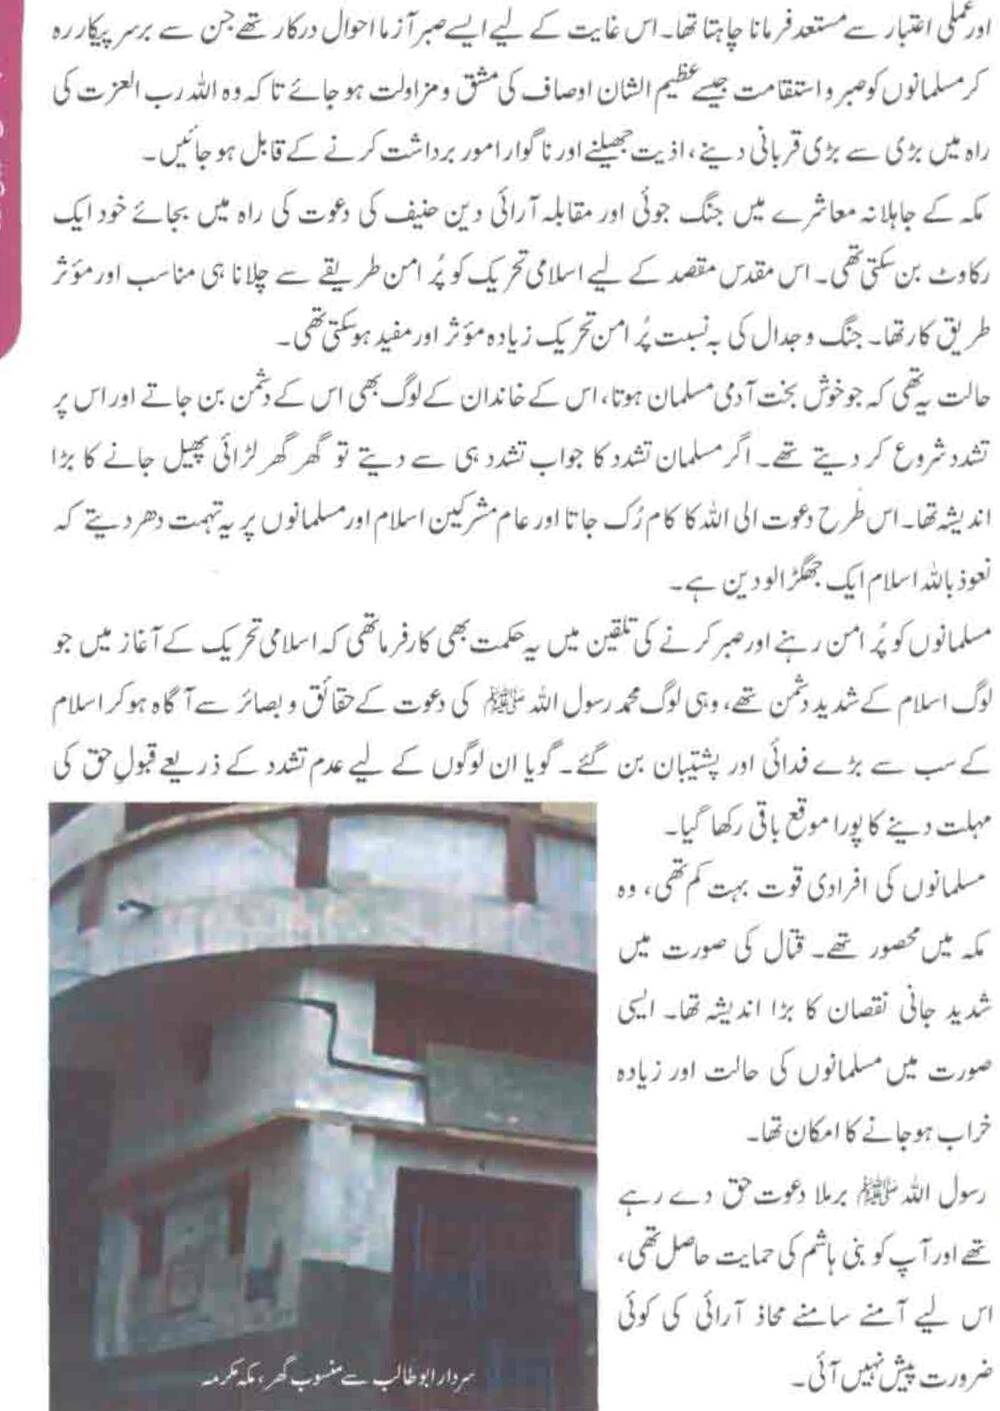 اور عملی اعتبار سے مستعد فرمانا چاہتا تھا۔ اس غایت کے لیے ایسے صبر آزما احوال درکار تھے جن سے برسرِ پیکار رہ
کر مسلمانوں کو صبر و استقامت جیسے عظیم الشان اوصاف کی مشق و مزاولت ہو جائے تاکہ وہ اللہ رب العزت کی
راہ میں بڑی سے بڑی قربانی دینے، اذیت جھیلنے اور ناگوار امور برداشت کرنے کے قابل ہو جائیں۔
مکہ کے جاہلانہ معاشرے میں جنگ جوئی اور مقابلہ آرائی دین حنیف کی دعوت کی راہ میں بجائے خود ایک
رکاوٹ بن سکتی تھی۔ اس مقدس مقصد کے لیے اسلامی تحریک کو پُر امن طریقے سے چلانا ہی مناسب اور مؤثر
طریق کار تھا۔ جنگ و جدال کی بہ نسبت پُر امن تحریک زیادہ مؤثر اور مفید ہو سکتی تھی۔
حالت یہ تھی کہ جو خوش بخت آدمی مسلمان ہوتا، اس کے خاندان کے لوگ بھی اس کے دشمن بن جاتے اور اس پر
تشدد شروع کر دیتے تھے۔ اگر مسلمان تشدد کا جواب تشدد ہی سے دیتے تو گھر گھر لڑائی پھیل جانے کا بڑا
اندیشہ تھا۔ اس طرح دعوت الی اللہ کا کام رُک جاتا اور عام مشرکین اسلام اور مسلمانوں پر یہ تہمت دھر دیتے کہ
نعوذ باللہ اسلام ایک جھگڑالو دین ہے۔
مسلمانوں کو پُر امن رہنے اور صبر کرنے کی تلقین میں یہ حکمت بھی کارفرما تھی کہ اسلامی تحریک کے آغاز میں جو
لوگ اسلام کے شدید دشمن تھے، وہی لوگ محمد رسول اللہ ﷺ کی دعوت کے حقائق و بصائر سے آگاہ ہو کر اسلام
کے سب سے بڑے فدائی اور پشتیبان بن گئے۔ گویا ان لوگوں کے لیے عدم تشدد کے ذریعے قبولِ حق کی
مہلت دینے کا پورا موقع باقی رکھا گیا۔
مسلمانوں کی افرادی قوت بہت کم تھی، وہ
مکہ میں محصور تھے۔ قتال کی صورت میں
شدید جانی نقصان کا بڑا اندیشہ تھا۔ ایسی
صورت میں مسلمانوں کی حالت اور زیادہ
خراب ہو جانے کا امکان تھا۔
رسول اللہ ﷺ برملا دعوت حق دے رہے
تھے اور آپ کو بنی ہاشم کی حمایت حاصل تھی،
اس لیے آمنے سامنے محاذ آرائی کی کوئی
ضرورت پیش نہیں آئی۔
سردار ابوطالب سے منسوب گھر، مکہ مکرمہ